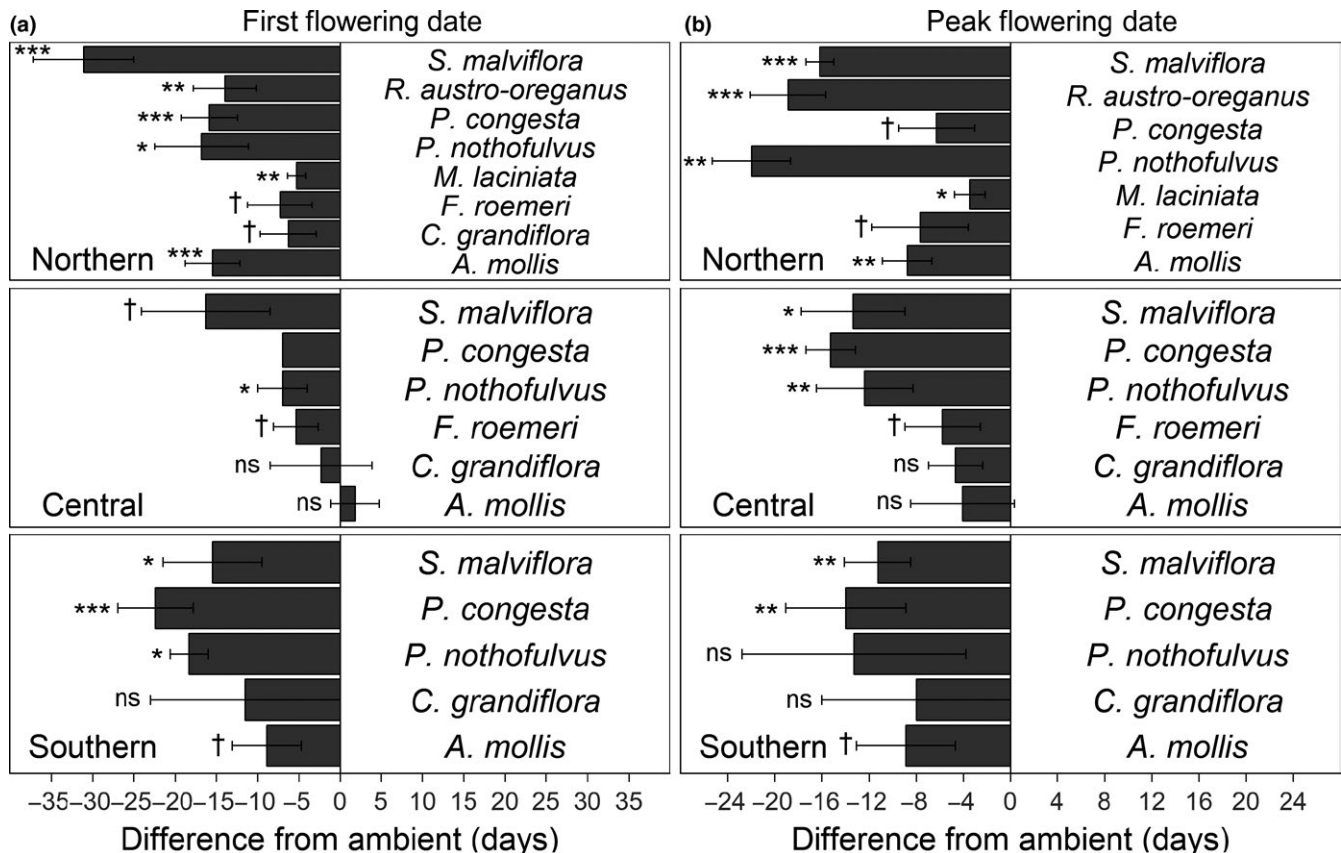 (a) First flowering date
*** S. malviflora
** R. austro-oreganus
*** P. congesta
* P. nothofulvus
** M. laciniata
† F. roemeri
† C. grandiflora
Northern *** A. mollis
† S. malviflora
P. congesta
* P. nothofulvus
† F. roemeri
ns C. grandiflora
Central ns A. mollis
* S. malviflora
*** P. congesta
* P. nothofulvus
ns C. grandiflora
Southern † A. mollis
−35 −30 −25 −20 −15 −10 −5 0 5 10 15 20 25 30 35
Difference from ambient (days)
(b) Peak flowering date
*** S. malviflora
*** R. austro-oreganus
† P. congesta
** P. nothofulvus
* M. laciniata
† F. roemeri
Northern ** A. mollis
* S. malviflora
*** P. congesta
** P. nothofulvus
† F. roemeri
ns C. grandiflora
Central ns A. mollis
** S. malviflora
** P. congesta
ns P. nothofulvus
ns C. grandiflora
Southern † A. mollis
−24 −20 −16 −12 −8 −4 0 4 8 12 16 20 24
Difference from ambient (days)